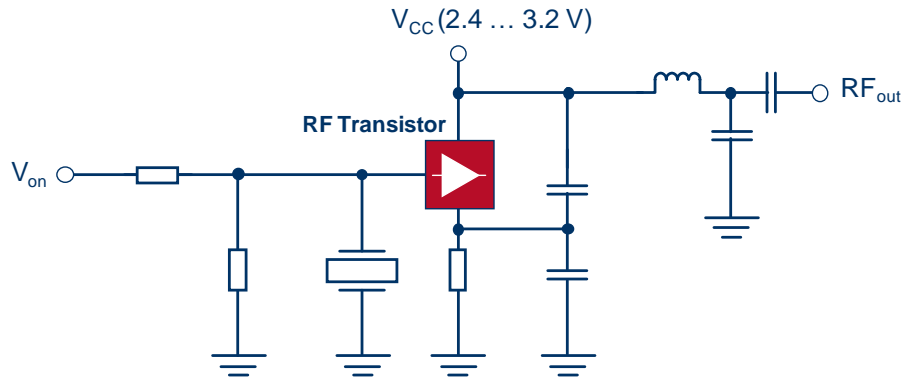 V_CC (2.4 … 3.2 V)
RF_out
RF Transistor
V_on